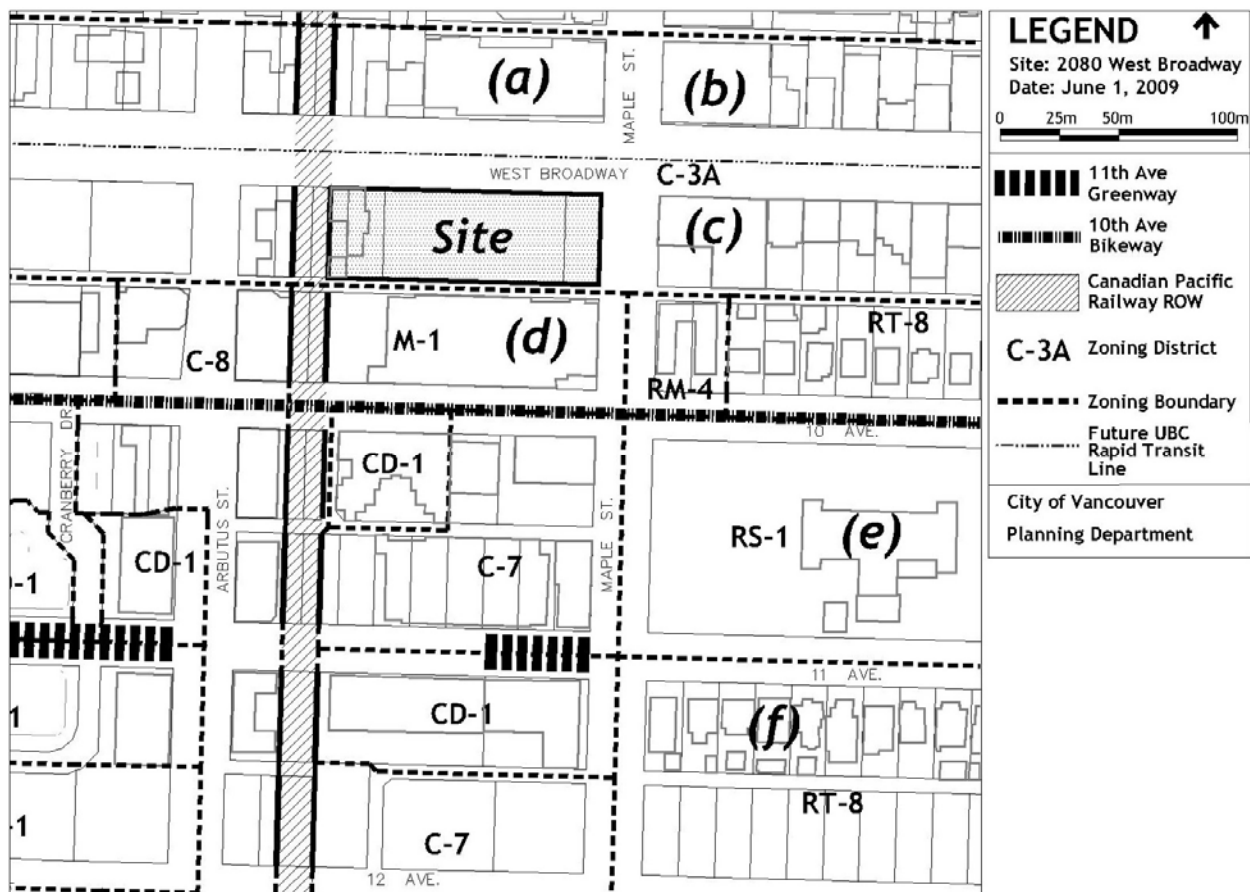 (a)
(b)
MAPLE ST.
WEST BROADWAY
C-3A
Site
(c)
M-1
(d)
RT-8
C-8
RM-4
10 AVE.
CRANBERRY DR.
CD-1
ARBUTUS ST.
MAPLE ST.
RS-1
(e)
CD-1
D-1
C-7
11 AVE.
CD-1
(f)
-1
RT-8
-1
C-7
12 AVE.
LEGEND
Site: 2080 West Broadway
Date: June 1, 2009
0 25m 50m 100m
11th Ave
Greenway
10th Ave
Bikeway
Canadian Pacific
Railway ROW
C-3A Zoning District
Zoning Boundary
Future UBC
Rapid Transit
Line
City of Vancouver
Planning Department